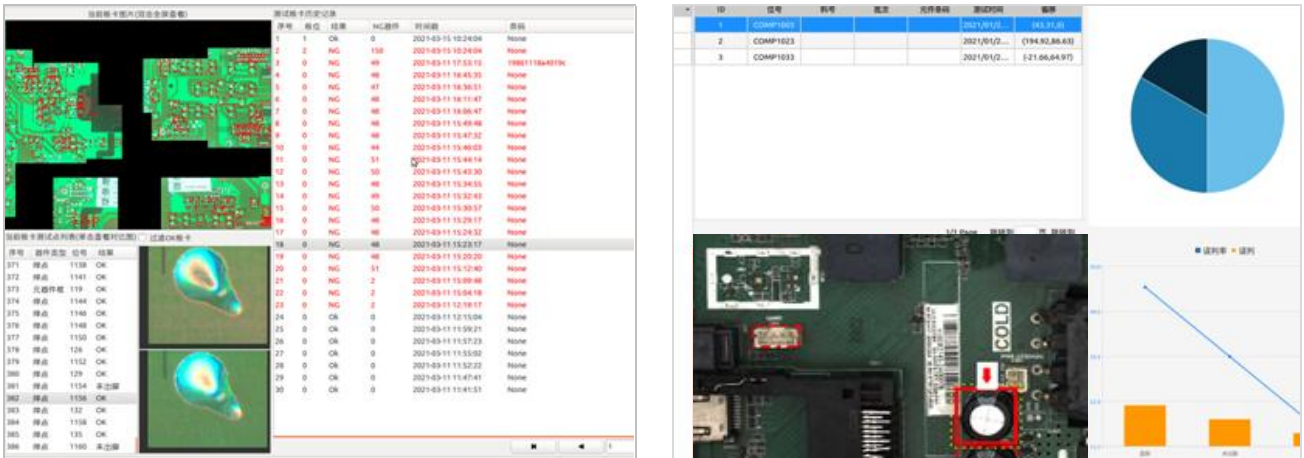 当前板卡图片(双击全屏查看)
测试板卡历史记录
序号 板位 结果 NG器件 时间戳 条码
1 1 Ok 0 2021-03-15 10:24:04 None
2 2 NG 158 2021-03-15 10:24:04 None
3 0 NG 49 2021-03-11 17:53:15
4 0 NG 48 2021-03-11 16:45:35 None
5 0 NG 47 2021-03-11 16:36:51 None
6 0 NG 48 2021-03-11 16:11:47 None
7 0 NG 48 2021-03-11 16:06:47 None
8 0 NG 48 2021-03-11 15:49:48 None
9 0 NG 48 2021-03-11 15:47:32 None
10 0 NG 44 2021-03-11 15:46:03 None
11 0 NG 51 2021-03-11 15:44:14 None
12 0 NG 50 2021-03-11 15:43:30 None
13 0 NG 48 2021-03-11 15:34:55 None
14 0 NG 49 2021-03-11 15:32:43 None
15 0 NG 50 2021-03-11 15:30:57 None
16 0 NG 48 2021-03-11 15:29:17 None
17 0 NG 48 2021-03-11 15:24:32 None
18 0 NG 48 2021-03-11 15:23:17 None
19 0 NG 48 2021-03-11 15:20:20 None
20 0 NG 51 2021-03-11 15:12:40 None
21 0 NG 2 2021-03-11 15:09:48 None
22 0 NG 2 2021-03-11 15:04:18 None
23 0 NG 2 2021-03-11 12:18:17 None
24 0 Ok 0 2021-03-11 12:15:04 None
25 0 Ok 0 2021-03-11 11:59:21 None
26 0 Ok 0 2021-03-11 11:57:23 None
27 0 Ok 0 2021-03-11 11:55:02 None
28 0 Ok 0 2021-03-11 11:52:22 None
29 0 Ok 0 2021-03-11 11:47:41 None
30 0 Ok 0 2021-03-11 11:41:51 None
当前板卡测试点列表(单击查看对比图) 过滤OK板卡
序号 器件类型 位号 结果
371 焊点 1138 OK
372 焊点 1141 OK
373 元器件框 119 OK
374 焊点 1144 OK
375 焊点 1146 OK
376 焊点 1148 OK
377 焊点 1150 OK
378 焊点 126 OK
379 焊点 1152 OK
380 焊点 129 OK
381 焊点 1154 未出脚
382 焊点 1156 OK
383 焊点 132 OK
384 焊点 1158 OK
385 焊点 135 OK
386 焊点 1160 未出脚
1
ID 位号 料号 批次 元件条码 测试时间 偏移
1 COMP1003 2021/01/2... (43,31,0)
2 COMP1023 2021/01/2... (194.92,86.63)
3 COMP1033 2021/01/2... (-21.66,64.97)
1/1 Page 跳转到 页 跳转到
COLD
误判率 误判